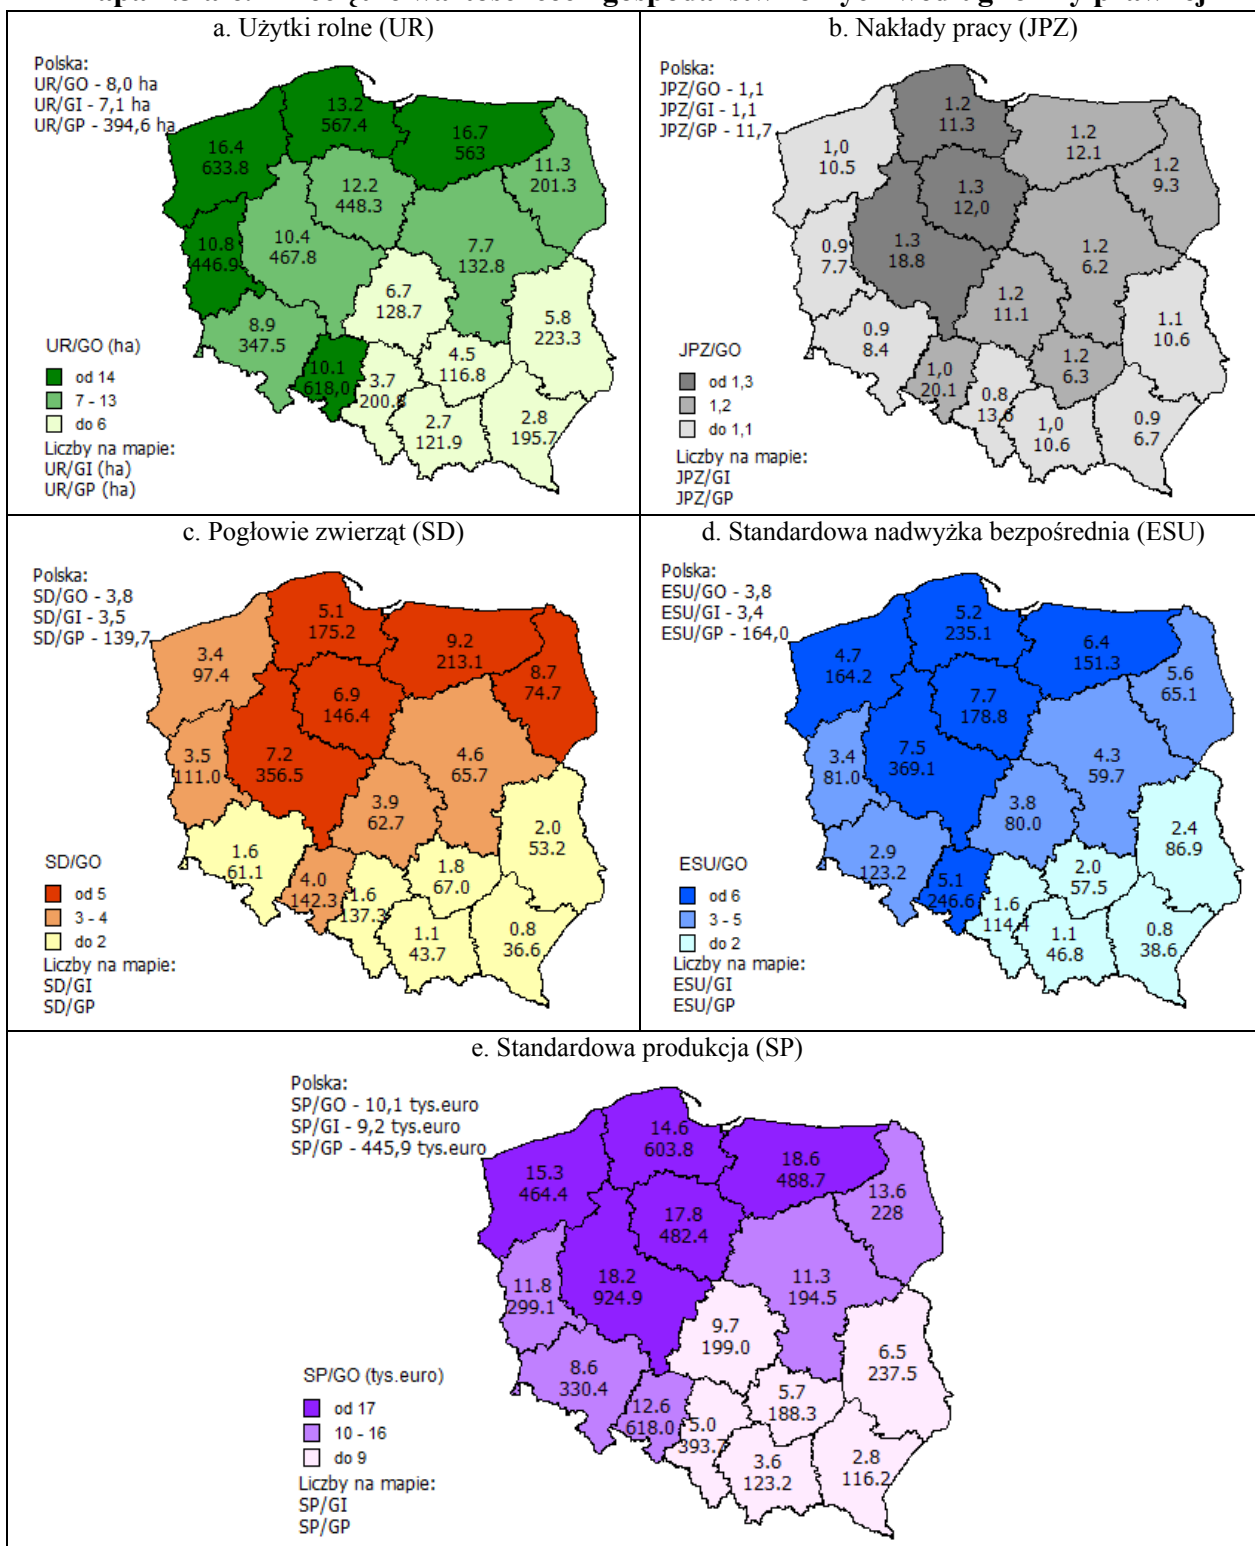 a. Użytki rolne (UR)
Polska:
UR/GO - 8,0 ha
UR/GI - 7,1 ha
UR/GP - 394,6 ha
13.2
567.4
16.7
563
16.4
633.8
11.3
201.3
12.2
448.3
10.8
446.9
10.4
467.8
7.7
132.8
6.7
128.7
5.8
223.3
8.9
347.5
4.5
116.8
10.1
618,0
3.7
200.8
2.7
121.9
2.8
195.7
UR/GO (ha)
od 14
7 - 13
do 6
Liczby na mapie:
UR/GI (ha)
UR/GP (ha)
b. Nakłady pracy (JPZ)
Polska:
JPZ/GO - 1,1
JPZ/GI - 1,1
JPZ/GP - 11,7
1.2
11.3
1.2
12.1
1,0
10.5
1.2
9.3
1.3
12,0
0.9
7.7
1.3
18.8
1.2
6.2
1.2
11.1
1.1
10.6
0.9
8.4
1.2
6.3
1,0
20.1
0.8
13.6
1,0
10.6
0.9
6.7
JPZ/GO
od 1,3
1,2
do 1,1
Liczby na mapie:
JPZ/GI
JPZ/GP
c. Pogłowie zwierząt (SD)
Polska:
SD/GO - 3,8
SD/GI - 3,5
SD/GP - 139,7
5.1
175.2
9.2
213.1
3.4
97.4
8.7
74.7
6.9
146.4
3.5
111.0
7.2
356.5
4.6
65.7
3.9
62.7
2.0
53.2
1.6
61.1
1.8
67.0
4.0
142.3
1.6
137.3
1.1
43.7
0.8
36.6
SD/GO
od 5
3 - 4
do 2
Liczby na mapie:
SD/GI
SD/GP
d. Standardowa nadwyżka bezpośrednia (ESU)
Polska:
ESU/GO - 3,8
ESU/GI - 3,4
ESU/GP - 164,0
5.2
235.1
6.4
151.3
4.7
164.2
5.6
65.1
7.7
178.8
3.4
81.0
7.5
369.1
4.3
59.7
3.8
80.0
2.4
86.9
2.9
123.2
2.0
57.5
5.1
246.6
1.6
114.4
1.1
46.8
0.8
38.6
ESU/GO
od 6
3 - 5
do 2
Liczby na mapie:
ESU/GI
ESU/GP
e. Standardowa produkcja (SP)
Polska:
SP/GO - 10,1 tys.euro
SP/GI - 9,2 tys.euro
SP/GP - 445,9 tys.euro
14.6
603.8
18.6
488.7
15.3
464.4
13.6
228
17.8
482.4
11.8
299.1
18.2
924.9
11.3
194.5
9.7
199.0
6.5
237.5
8.6
330.4
5.7
188.3
12.6
618.0
5.0
393.7
3.6
123.2
2.8
116.2
SP/GO (tys.euro)
od 17
10 - 16
do 9
Liczby na mapie:
SP/GI
SP/GP